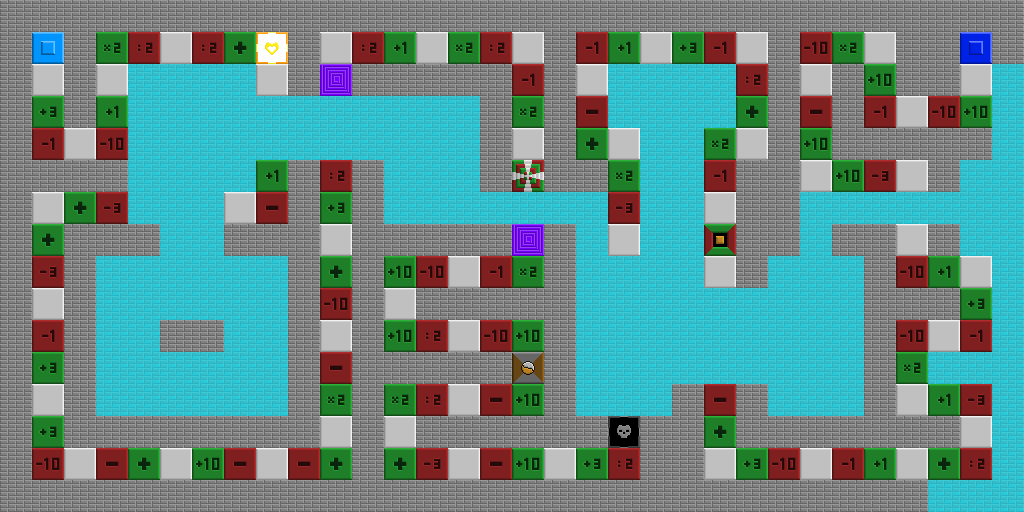 ×2 :2 :2 + :2 +1 ×2 :2 -1 +1 +3 -1 -10 ×2
-1 :2 +10
+3 +1 ×2 - + - -1 -10 +10
-1 -10 + ×2 +10
+1 :2 ×2 -1 +10 -3
+ -3 - +3 -3
+
-3 + +10 -10 -1 ×2 -10 +1
-10 +3
-1 +10 :2 -10 +10 -10 -1
+3 - ×2
×2 ×2 :2 - +10 - +1 -3
+3 +
-10 - + +10 - - + + -3 - +10 +3 :2 +3 -10 -1 +1 + :2